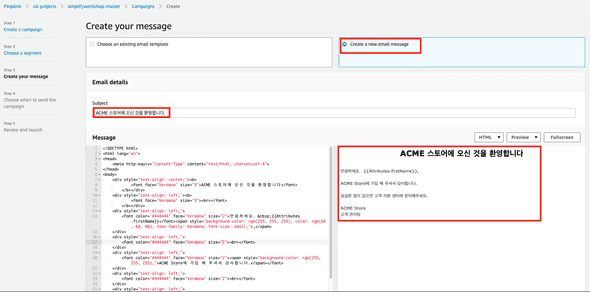 Pinpoint > All projects > amplifyworkshop-master > Campaigns > Create
Step 1
Create a campaign
Step 2
Choose a segment
Step 3
Create your message
Step 4
Choose when to send the
campaign
Step 5
Review and launch
Create your message
Choose an existing email template
Create a new email message
Email details
Subject
ACME 스토어에 오신 것을 환영합니다.
Message
HTML
Preview
Fullscreen
1 <!DOCTYPE html>
2 <html lang="en">
3 <head>
4 <meta http-equiv="Content-Type" content="text/html; charset=utf-8">
5 </head>
6 <body>
7 <div style="text-align: center;"><b>
8 <font face="Verdana" size="5">ACME 스토어에 오신 것을 환영합니다</font>
9 </b></div>
10 <div style="text-align: left;"><b>
11 <font face="Verdana" size="5"><br></font>
12 </b></div>
13 <div style="text-align: left;">
14 <font color="#444444" face="Verdana" size="2">안녕하세요, &nbsp;{{Attributes
.firstName}}</font><span style="background-color: rgb(255, 255, 255); color: rgb(68
, 68, 68); font-family: Verdana; font-size: small;">,</span>
15 </div>
16 <div style="text-align: left;">
17 <font color="#444444" face="Verdana" size="2"><br></font>
18 </div>
19 <div style="text-align: left;">
20 <font color="#444444" face="Verdana" size="2"><span style="background-color: rgb(255,
255, 255);">ACME Store에 가입 해 주셔서 감사합니다.</span></font>
21 </div>
22 <div style="text-align: left;">
23 <font color="#444444" face="Verdana" size="2"><br></font>
24 </div>
25 <div style="text-align: left;">
ACME 스토어에 오신 것을 환영합니다
안녕하세요, {{Attributes.firstName}},
ACME Store에 가입 해 주셔서 감사합니다.
궁금한 점이 있으면 고객 지원 센터에 문의해주세요.
ACME Store
고객 관리팀